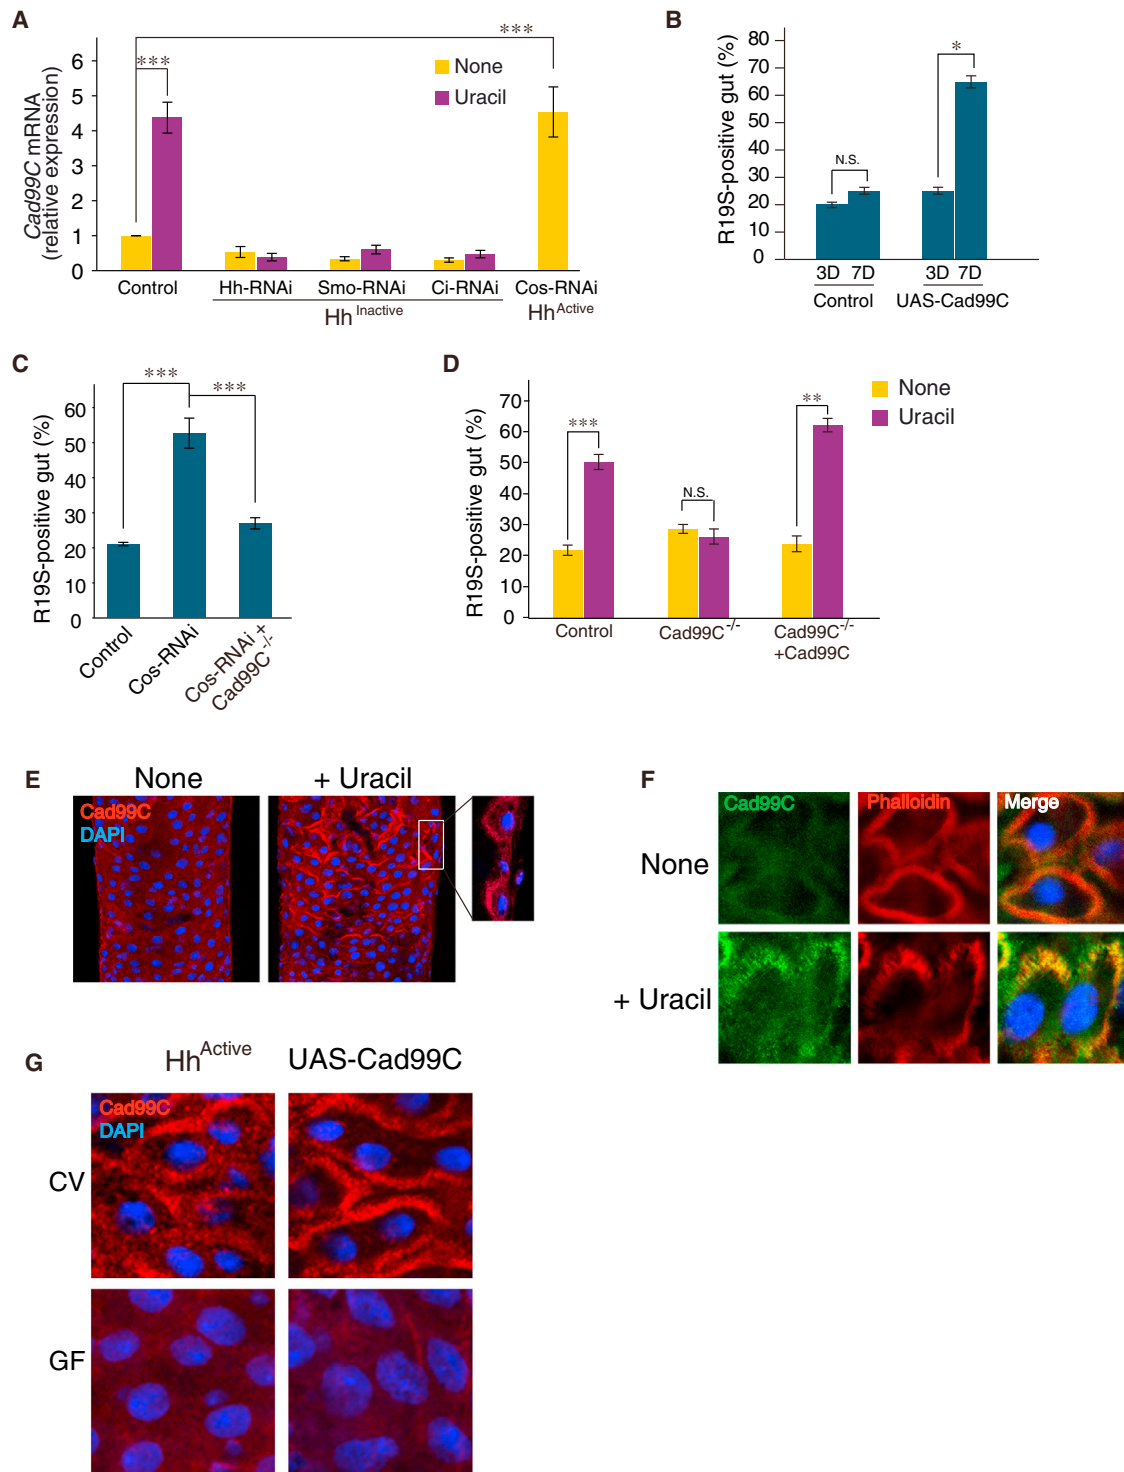 A
Cad99C mRNA
(relative expression)
6
5
4
3
2
1
0
***
***
None
Uracil
Control
Hh-RNAi
Smo-RNAi
Ci-RNAi
Cos-RNAi
Hh Inactive
Hh Active
B
R19S-positive gut (%)
80
70
60
50
40
30
20
10
0
N.S.
*
3D 7D
3D 7D
Control
UAS-Cad99C
C
R19S-positive gut (%)
60
50
40
30
20
10
0
***
***
Control
Cos-RNAi
Cos-RNAi +
Cad99C-/-
D
R19S-positive gut (%)
70
60
50
40
30
20
10
0
***
N.S.
**
None
Uracil
Control
Cad99C-/-
Cad99C-/-
+Cad99C
E
None
+ Uracil
Cad99C
DAPI
F
Cad99C
Phalloidin
Merge
None
+ Uracil
G
Hh Active
UAS-Cad99C
Cad99C
DAPI
CV
GF